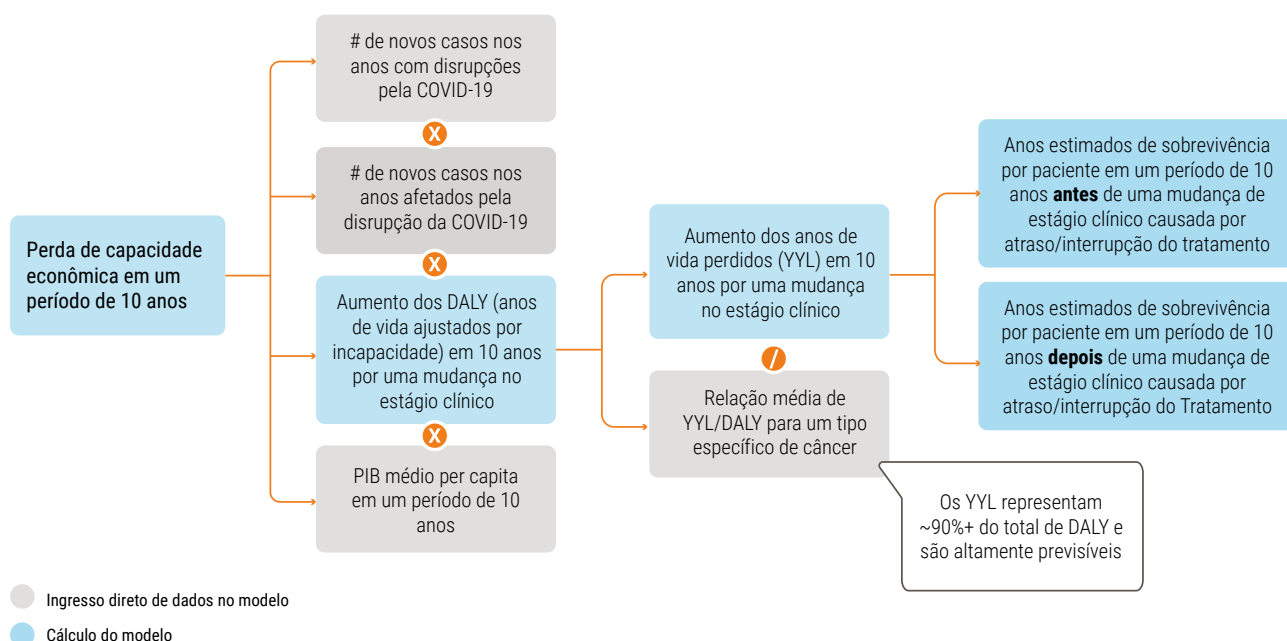 Perda de capacidade
econômica em um
período de 10 anos
# de novos casos nos
anos com disrupções
pela COVID-19
X
# de novos casos nos
anos afetados pela
disrupção da COVID-19
X
Aumento dos DALY (anos
de vida ajustados por
incapacidade) em 10 anos
por uma mudança no
estágio clínico
X
PIB médio per capita
em um período de 10
anos
Aumento dos anos de
vida perdidos (YYL) em 10
anos por uma mudança
no estágio clínico
/
Relação média de
YYL/DALY para um tipo
específico de câncer
Os YYL representam
~90%+ do total de DALY e
são altamente previsíveis
Anos estimados de sobrevivência
por paciente em um período de 10
anos antes de uma mudança de
estágio clínico causada por
atraso/interrupção do tratamento
Anos estimados de sobrevivência
por paciente em um período de 10
anos depois de uma mudança de
estágio clínico causada por
atraso/interrupção do Tratamento
Ingresso direto de dados no modelo
Cálculo do modelo